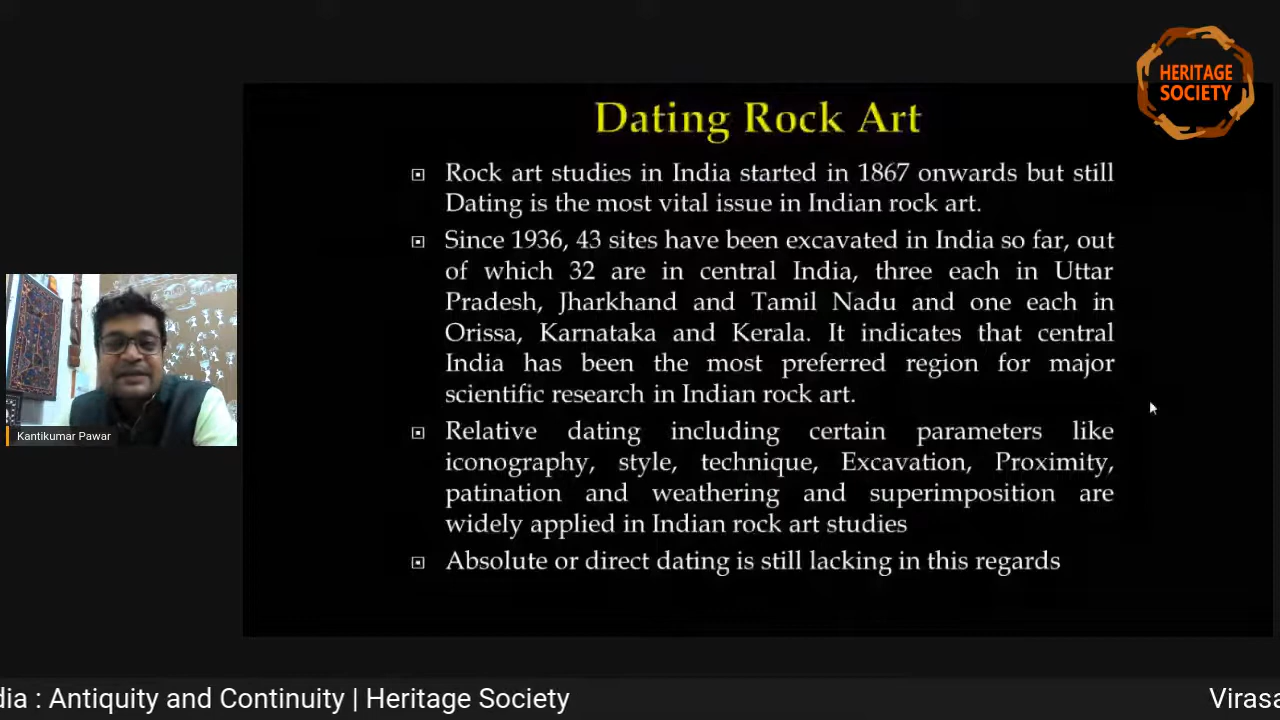 HERITAGE
SOCIETY
Dating Rock Art
Rock art studies in India started in 1867 onwards but still
Dating is the most vital issue in Indian rock art.
Since 1936, 43 sites have been excavated in India so far, out
of which 32 are in central India, three each in Uttar
Pradesh, Jharkhand and Tamil Nadu and one each in
Orissa, Karnataka and Kerala. It indicates that central
India has been the most preferred region for major
scientific research in Indian rock art.
Relative dating including certain parameters like
iconography, style, technique, Excavation, Proximity,
patination and weathering and superimposition are
widely applied in Indian rock art studies
Absolute or direct dating is still lacking in this regards
Kantikumar Pawar
dia : Antiquity and Continuity | Heritage Society
Virasa